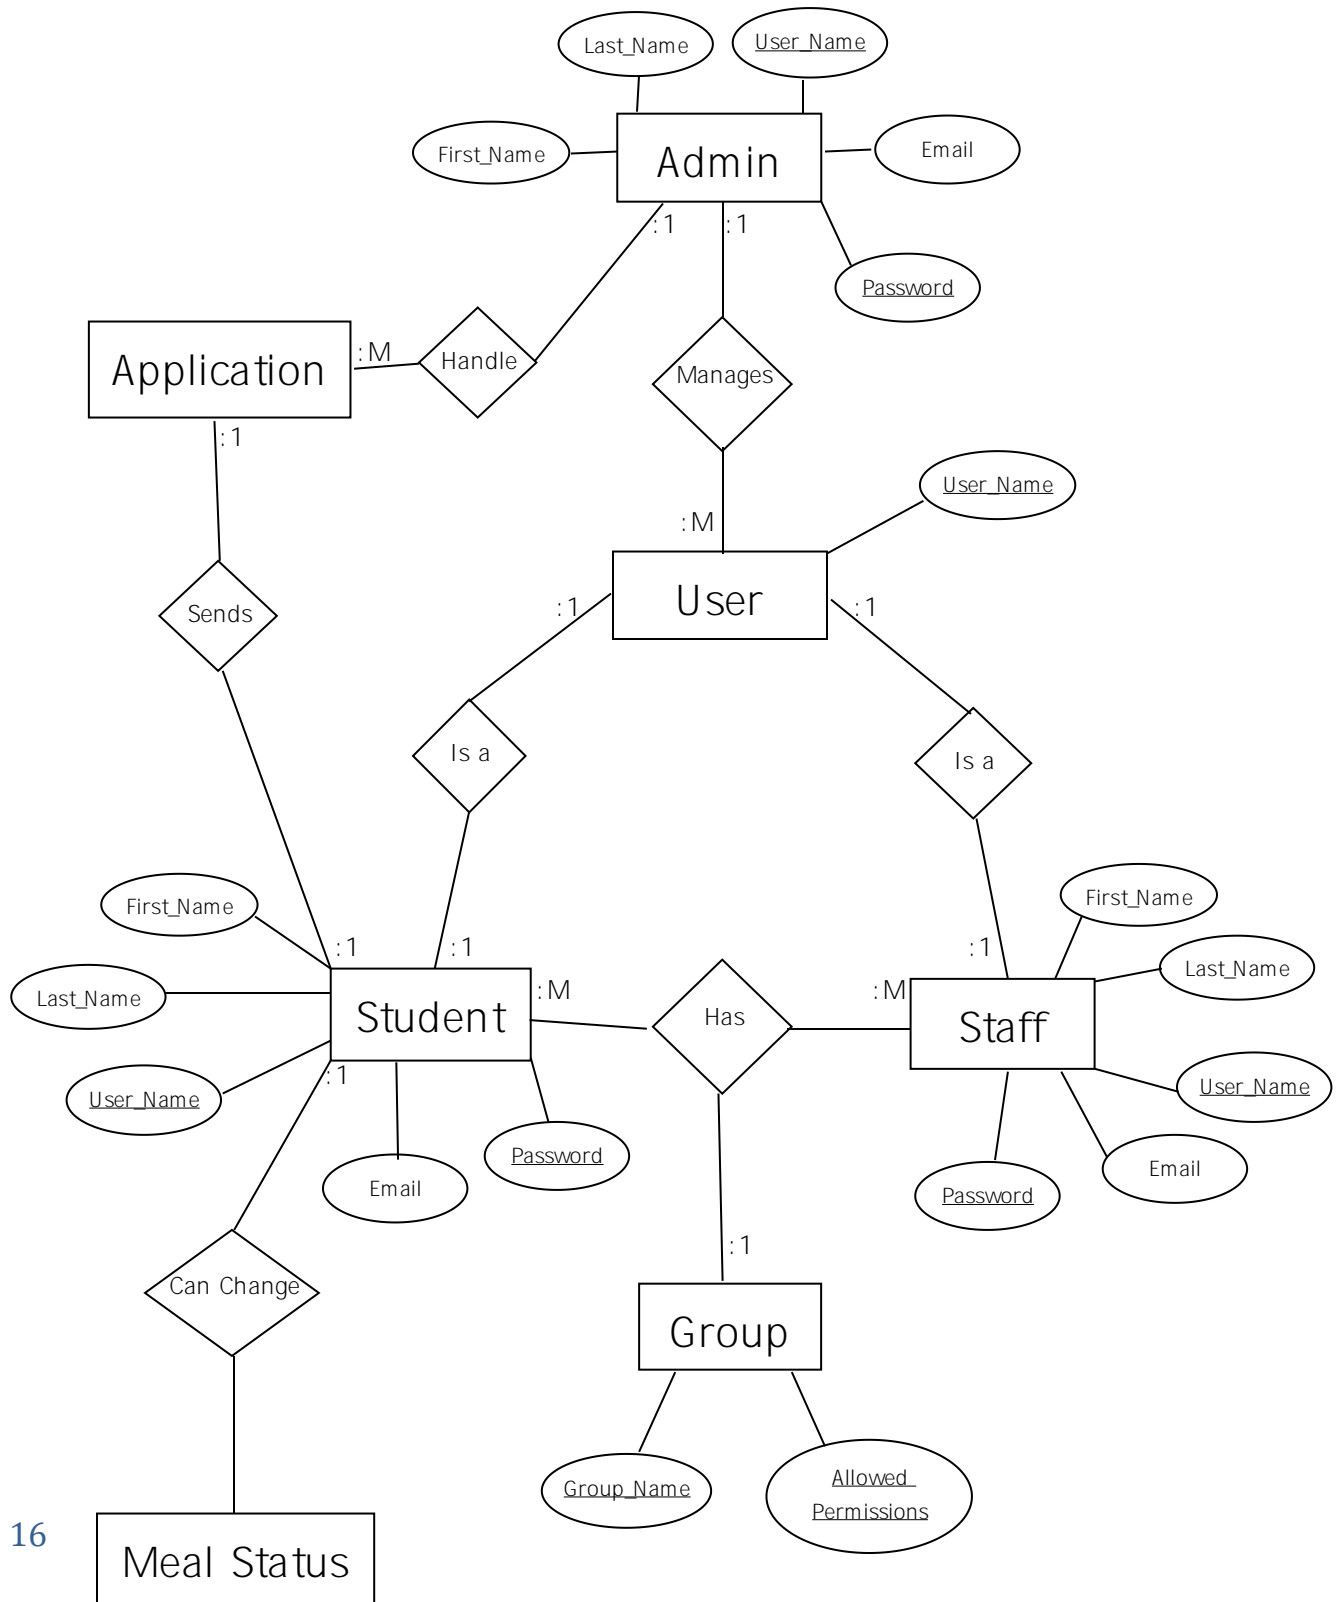 Last_Name
User_Name
First_Name
Admin
Email
:1
:1
Password
Application
:M
Handle
Manages
:1
User_Name
:M
User
Sends
:1
:1
Is a
Is a
First_Name
First_Name
:1
:1
:1
Last_Name
Last_Name
:M
:M
Student
Has
Staff
:1
User_Name
User_Name
Password
Email
Email
Password
:1
Can Change
Group
Group_Name
Allowed
Permissions
16
Meal Status